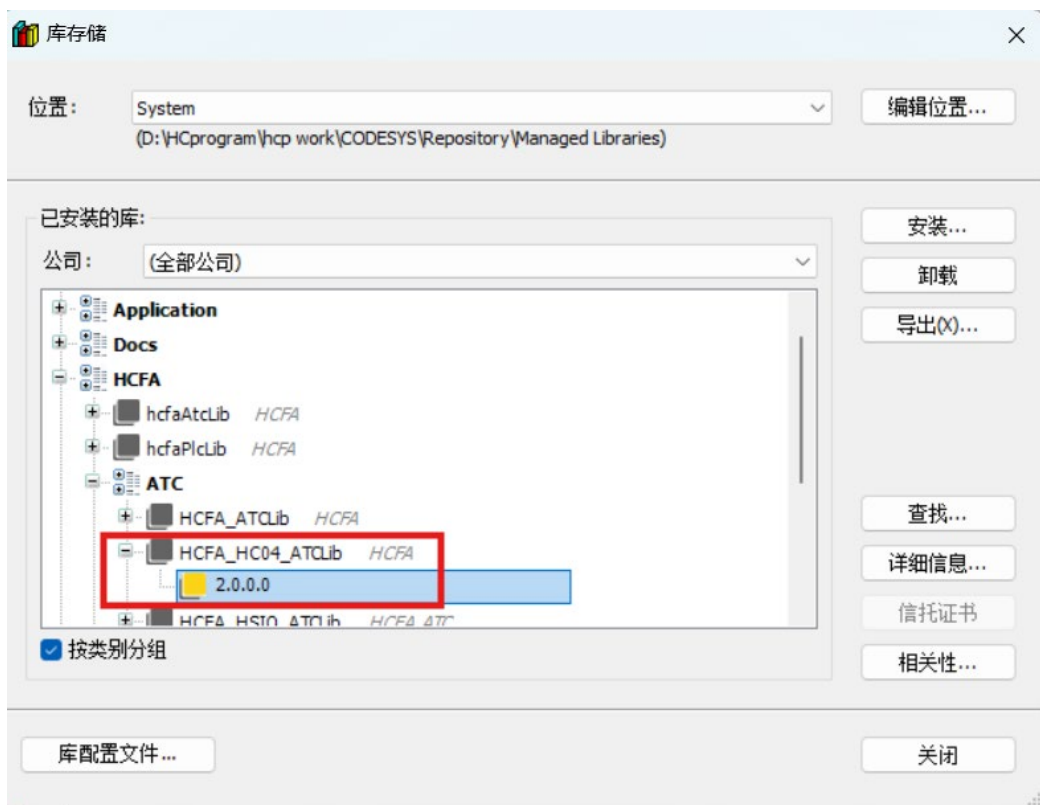 库存储
位置: System 编辑位置...
(D:\HCprogram\hcp work\CODESYS\Repository\Managed Libraries)
已安装的库:
安装...
公司: (全部公司)
卸载
Application
导出(X)...
Docs
HCFA
hcfaAtcLib HCFA
hcfaPlcLib HCFA
ATC
HCFA_ATCLib HCFA
查找...
HCFA_HC04_ATCLib HCFA
详细信息...
2.0.0.0
HCFA_HSIO_ATCLib HCFA ATC
信托证书
按类别分组
相关性...
库配置文件... 关闭